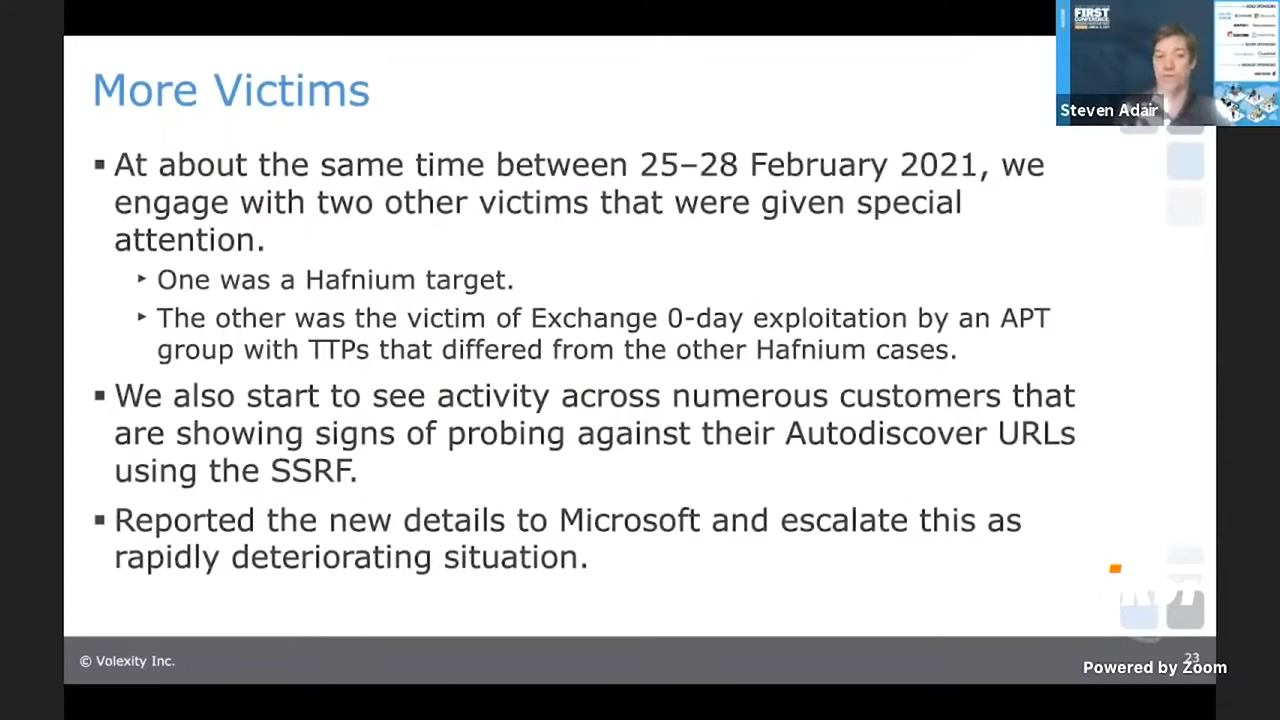 More Victims
▪ At about the same time between 25–28 February 2021, we
engage with two other victims that were given special
attention.
‣ One was a Hafnium target.
‣ The other was the victim of Exchange 0-day exploitation by an APT
group with TTPs that differed from the other Hafnium cases.
▪ We also start to see activity across numerous customers that
are showing signs of probing against their Autodiscover URLs
using the SSRF.
▪ Reported the new details to Microsoft and escalate this as
rapidly deteriorating situation.
© Volexity Inc.
23
Powered by Zoom
FIRST
CONFERENCE
Steven Adair